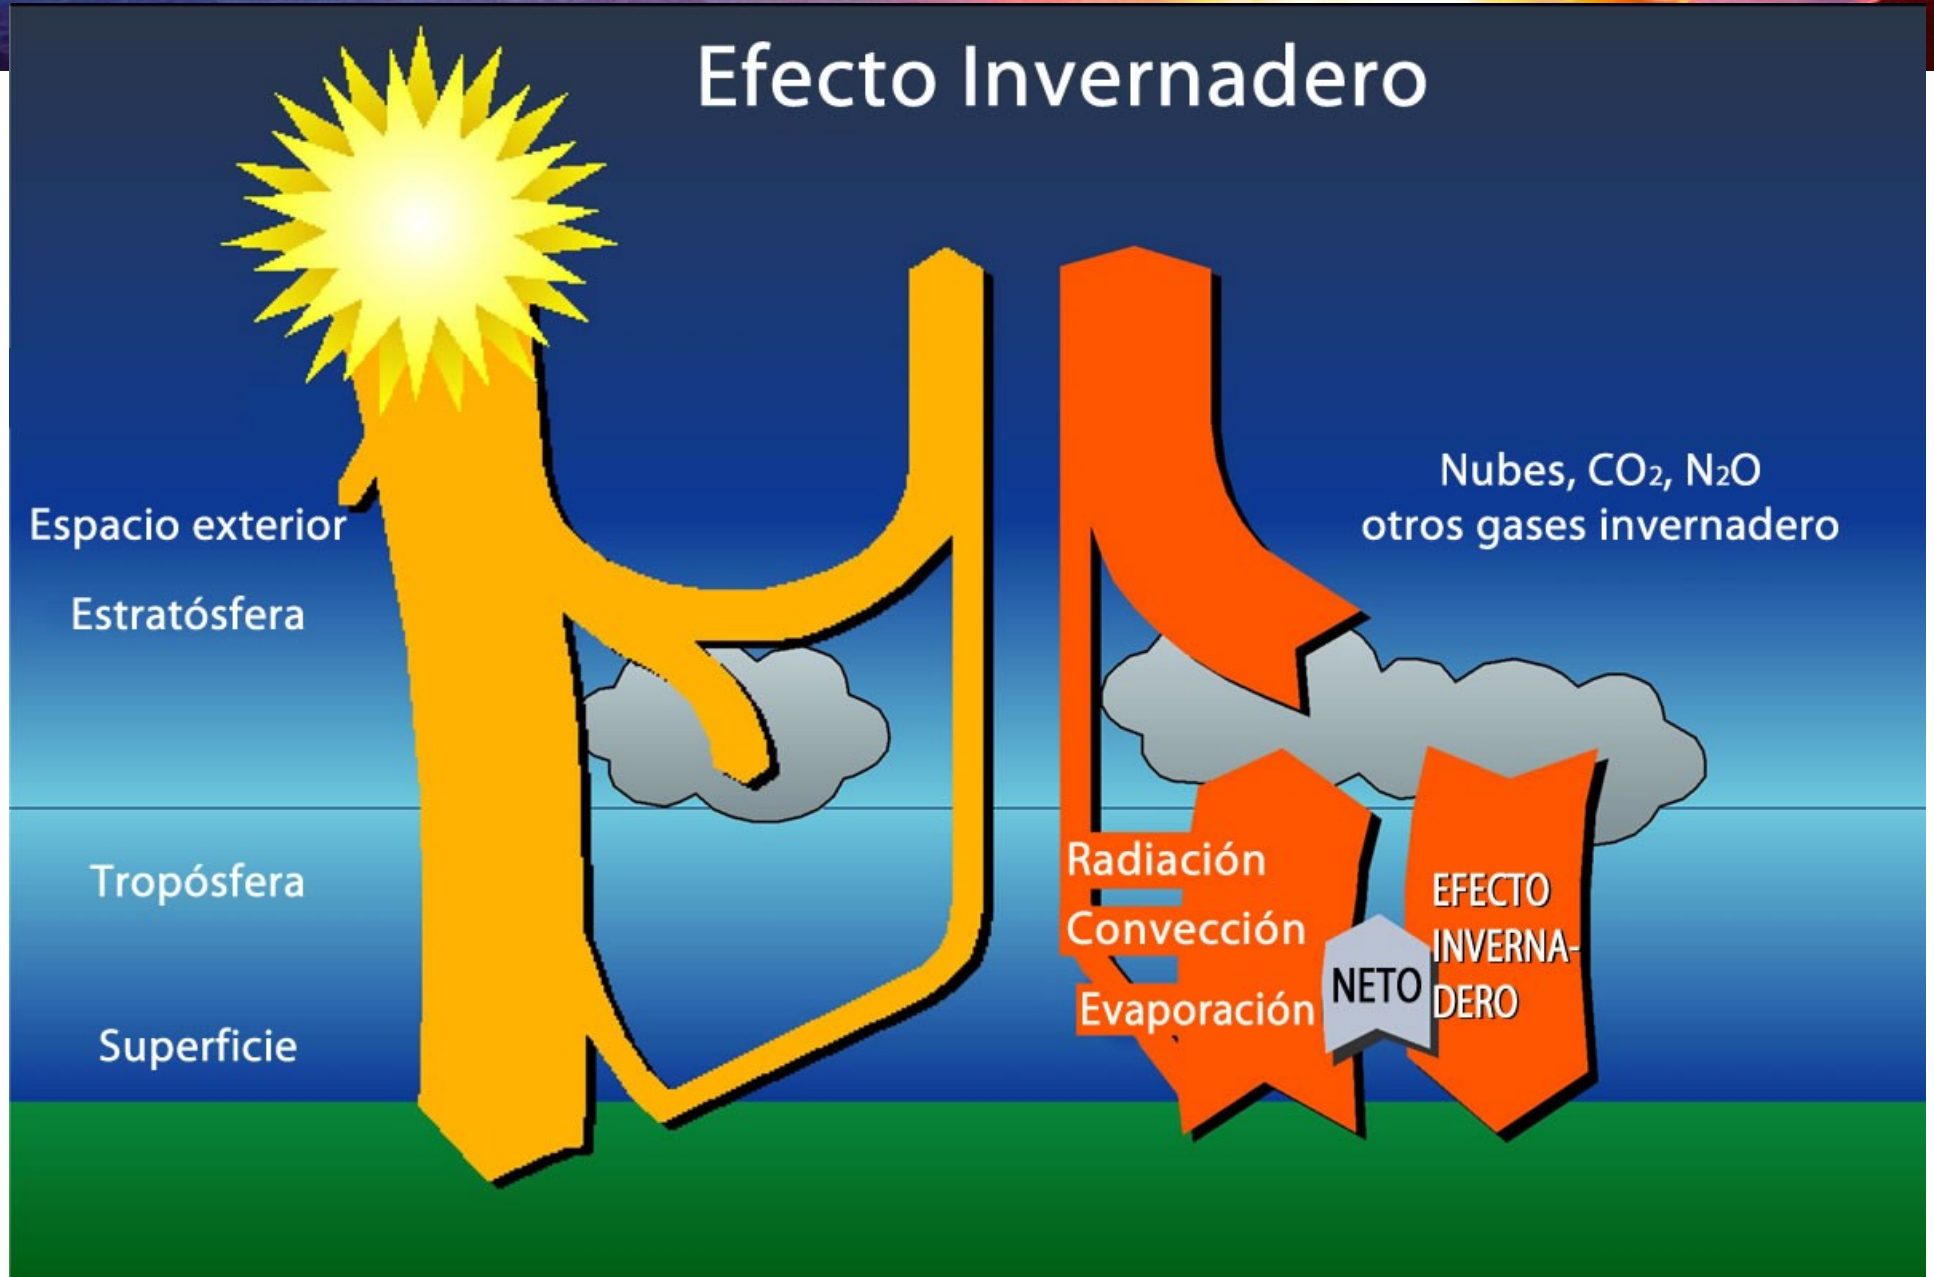 Efecto Invernadero
Nubes, CO₂, N₂O
otros gases invernadero
Espacio exterior
Estratósfera
Tropósfera
Superficie
Radiación
Convección
Evaporación
NETO
EFECTO
INVERNA-
DERO